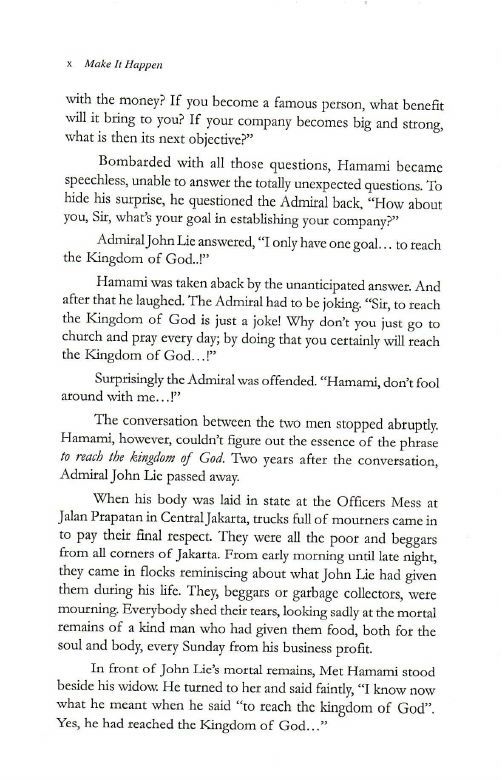 x Make It Happen
with the money? If you become a famous person, what benefit
will it bring to you? If your company becomes big and strong,
what is then its next objective?”
Bombarded with all those questions, Hamami became
speechless, unable to answer the totally unexpected questions. To
hide his surprise, he questioned the Admiral back, “How about
you, Sir, what’s your goal in establishing your company?”
Admiral John Lie answered, “I only have one goal… to reach
the Kingdom of God..!”
Hamami was taken aback by the unanticipated answer. And
after that he laughed. The Admiral had to be joking. “Sir, to reach
the Kingdom of God is just a joke! Why don’t you just go to
church and pray every day; by doing that you certainly will reach
the Kingdom of God…!”
Surprisingly the Admiral was offended. “Hamami, don’t fool
around with me…!”
The conversation between the two men stopped abruptly.
Hamami, however, couldn’t figure out the essence of the phrase
to reach the kingdom of God. Two years after the conversation,
Admiral John Lie passed away.
When his body was laid in state at the Officers Mess at
Jalan Prapatan in Central Jakarta, trucks full of mourners came in
to pay their final respect. They were all the poor and beggars
from all corners of Jakarta. From early morning until late night,
they came in flocks reminiscing about what John Lie had given
them during his life. They, beggars or garbage collectors, were
mourning. Everybody shed their tears, looking sadly at the mortal
remains of a kind man who had given them food, both for the
soul and body, every Sunday from his business profit.
In front of John Lie’s mortal remains, Met Hamami stood
beside his widow. He turned to her and said faintly, “I know now
what he meant when he said “to reach the kingdom of God”.
Yes, he had reached the Kingdom of God…”